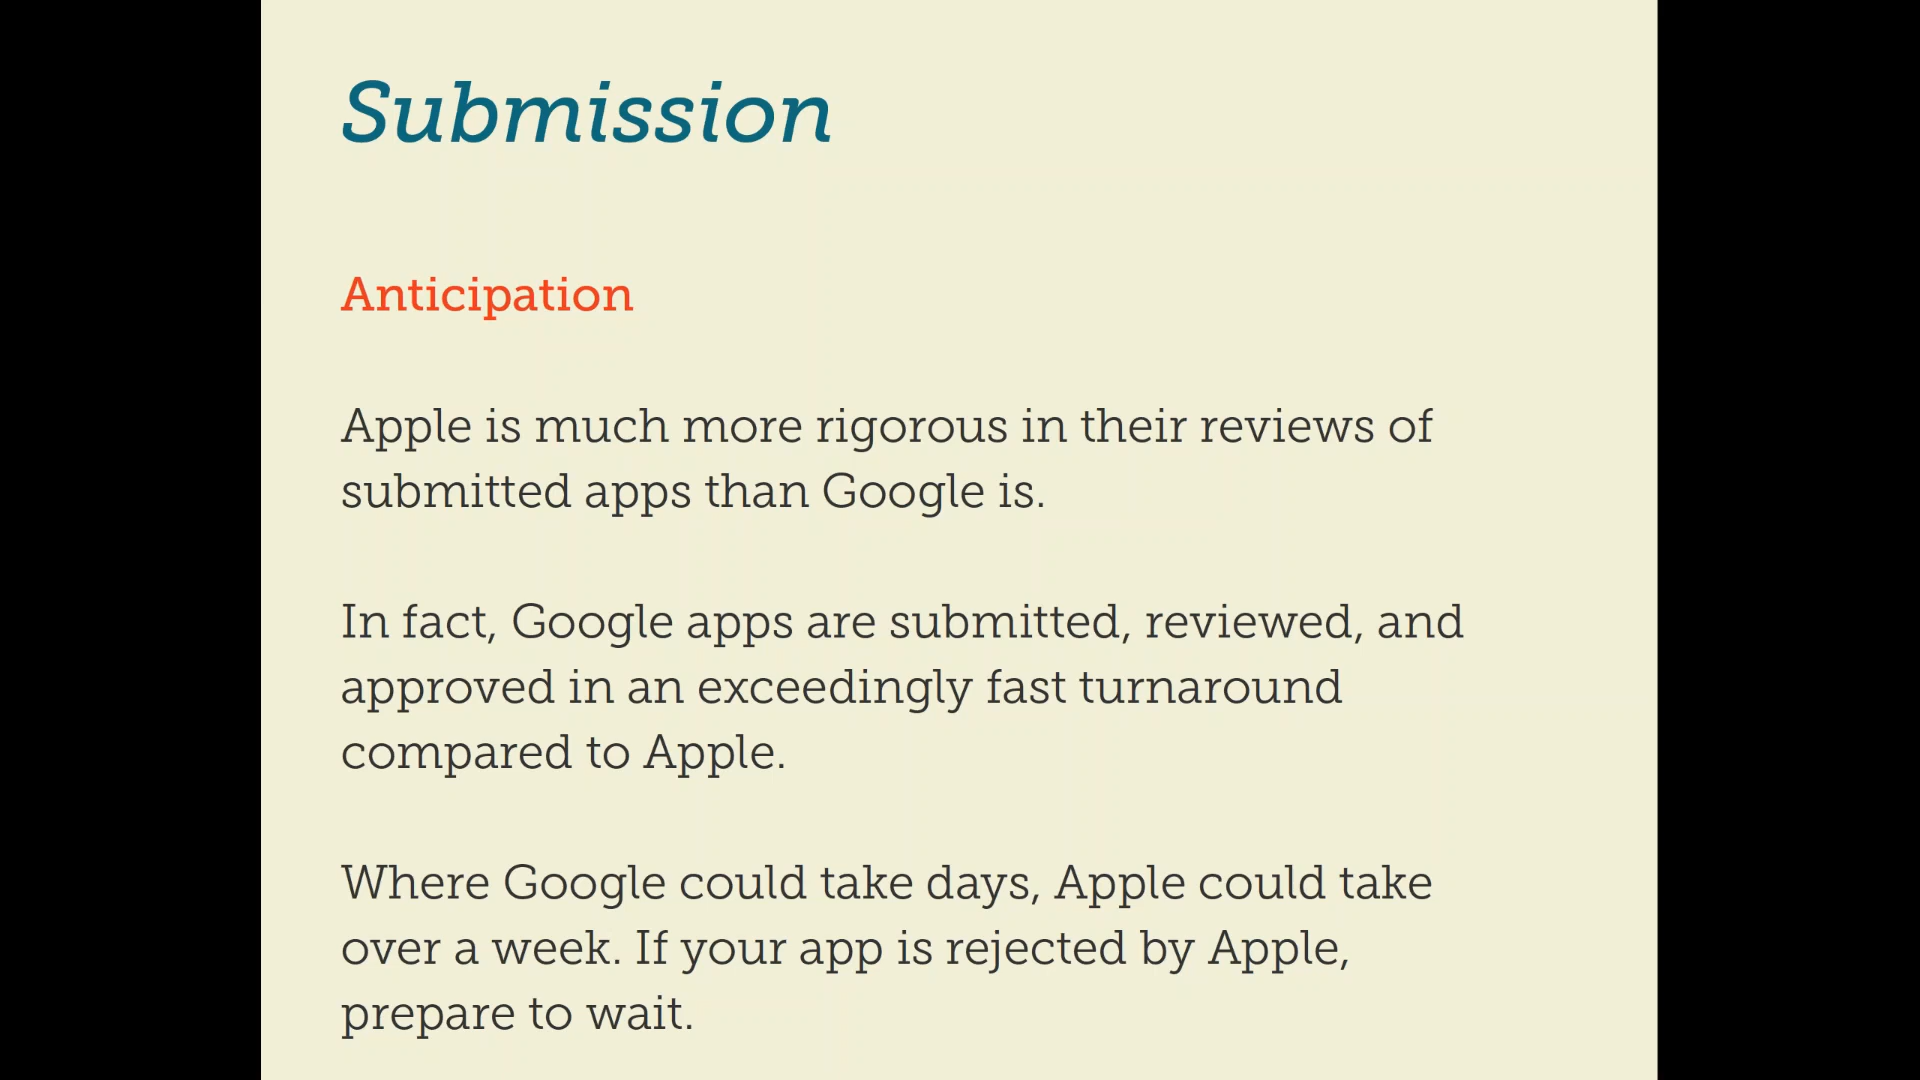 Submission
Anticipation
Apple is much more rigorous in their reviews of
submitted apps than Google is.
In fact, Google apps are submitted, reviewed, and
approved in an exceedingly fast turnaround
compared to Apple.
Where Google could take days, Apple could take
over a week. If your app is rejected by Apple,
prepare to wait.